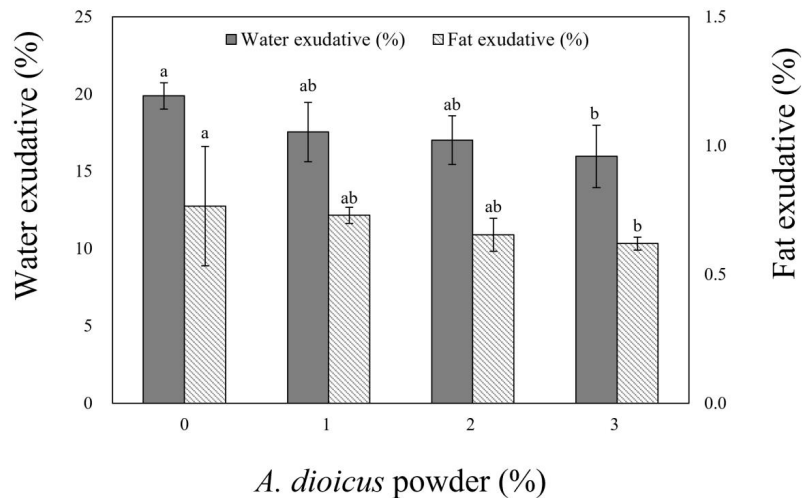 Water exudative (%)
Fat exudative (%)
25
20
15
10
5
0
Water exudative (%)
1.5
1.0
0.5
0.0
Fat exudative (%)
a
a
ab
ab
ab
ab
b
b
0
1
2
3
A. dioicus powder (%)